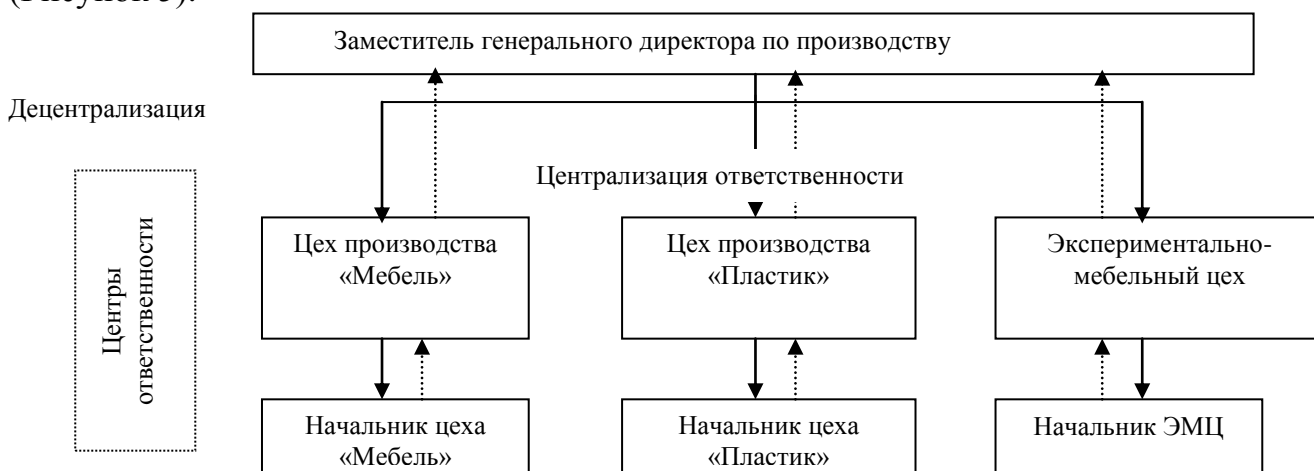 (Рисунок 3).
Заместитель генерального директора по производству
Децентрализация
Централизация ответственности
Центры
ответственности
Цех производства
«Мебель»
Цех производства
«Пластик»
Экспериментально-
мебельный цех
Начальник цеха
«Мебель»
Начальник цеха
«Пластик»
Начальник ЭМЦ